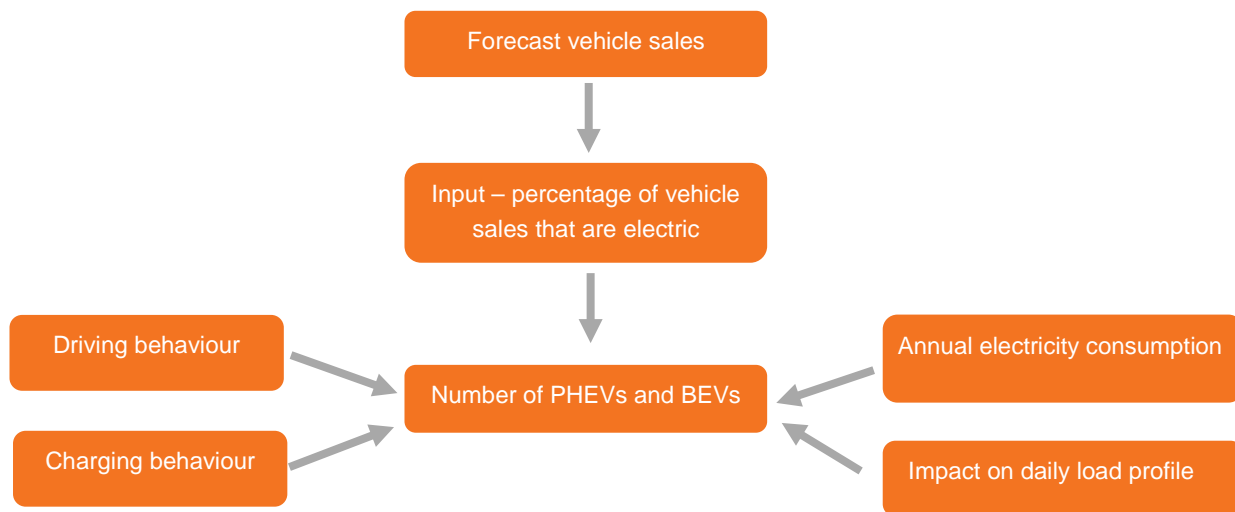 Forecast vehicle sales
Input – percentage of vehicle
sales that are electric
Driving behaviour
Annual electricity consumption
Number of PHEVs and BEVs
Charging behaviour
Impact on daily load profile